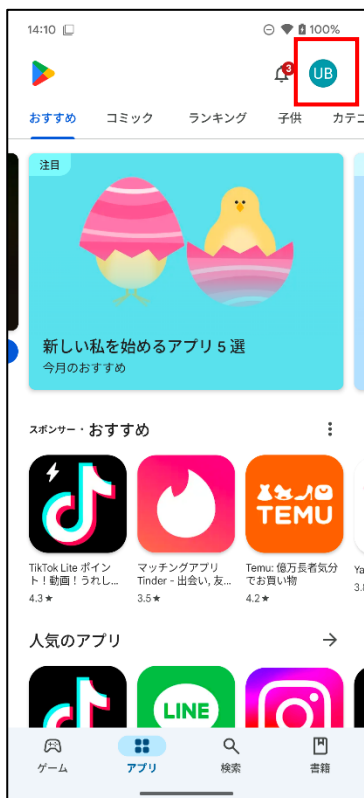 14:10 100%
3 UB
おすすめ コミック ランキング 子供 カテゴ
注目
新しい私を始めるアプリ 5 選
今月のおすすめ
スポンサー・おすすめ
TEMU
TikTok Lite ポイン マッチングアプリ Temu: 億万長者気分 Ya
ト！動画！うれし... Tinder - 出会い, 友... でお買い物 3.8
4.3★ 3.5★ 4.2★
人気のアプリ
LINE
ゲーム アプリ 検索 書籍